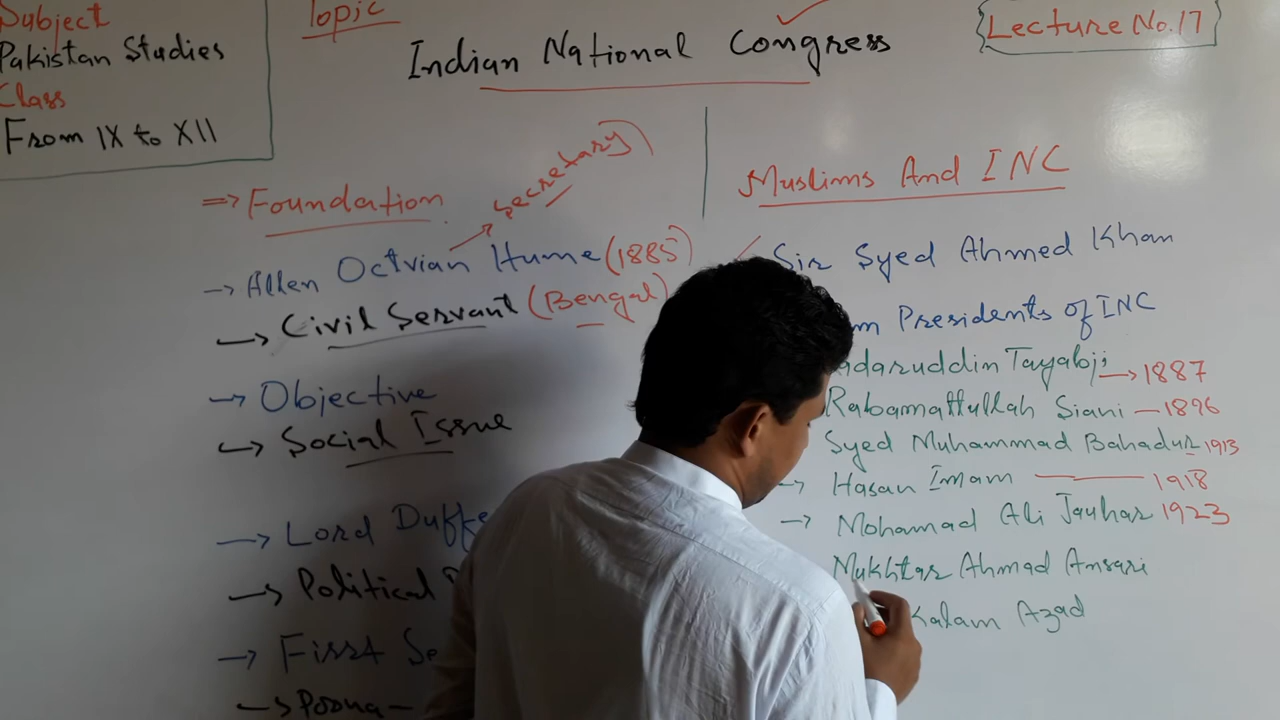 Subject
Pakistan Studies
Class
From IX to XII
Topic
Indian National Congress
Lecture No.17
=> Foundation
secretary
-> Allen Octvian Hume (1885)
-> Civil Servant (Bengal)
-> Objective
-> Social Issue
-> Lord Duffe
-> Political
-> First Se
-> Poona -
Muslims And INC
Sir Syed Ahmed Khan
m Presidents of INC
adaruddin Tayabji -> 1887
Rabamattullah Siani - 1896
Syed Muhammad Bahadur 1913
-> Hasan Imam — 1918
-> Mohamad Ali Jauhar 1923
Mukhtar Ahmad Ansari
Kalam Azad